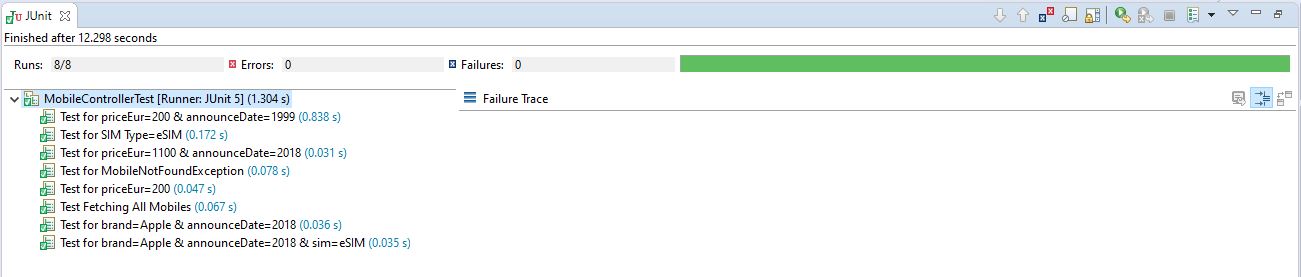 JUnit
Finished after 12.298 seconds
Runs: 8/8 Errors: 0 Failures: 0
MobileControllerTest [Runner: JUnit 5] (1.304 s)
Failure Trace
Test for priceEur=200 & announceDate=1999 (0.838 s)
Test for SIM Type=eSIM (0.172 s)
Test for priceEur=1100 & announceDate=2018 (0.031 s)
Test for MobileNotFoundException (0.078 s)
Test for priceEur=200 (0.047 s)
Test Fetching All Mobiles (0.067 s)
Test for brand=Apple & announceDate=2018 (0.036 s)
Test for brand=Apple & announceDate=2018 & sim=eSIM (0.035 s)